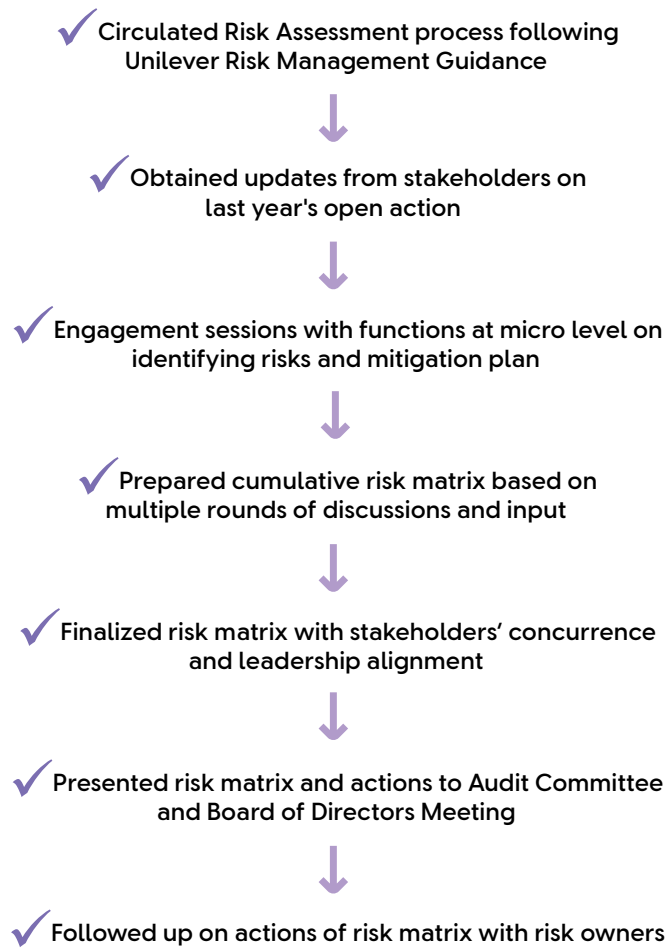 Circulated Risk Assessment process following
Unilever Risk Management Guidance
Obtained updates from stakeholders on
last year's open action
Engagement sessions with functions at micro level on
identifying risks and mitigation plan
Prepared cumulative risk matrix based on
multiple rounds of discussions and input
Finalized risk matrix with stakeholders’ concurrence
and leadership alignment
Presented risk matrix and actions to Audit Committee
and Board of Directors Meeting
Followed up on actions of risk matrix with risk owners